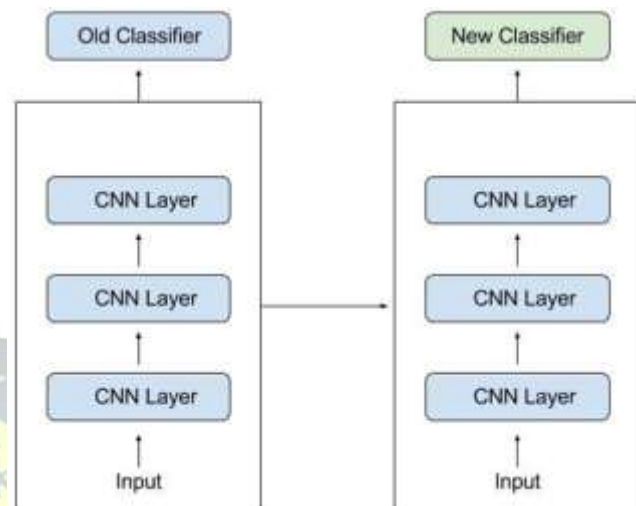 Old Classifier
CNN Layer
CNN Layer
CNN Layer
Input
New Classifier
CNN Layer
CNN Layer
CNN Layer
Input